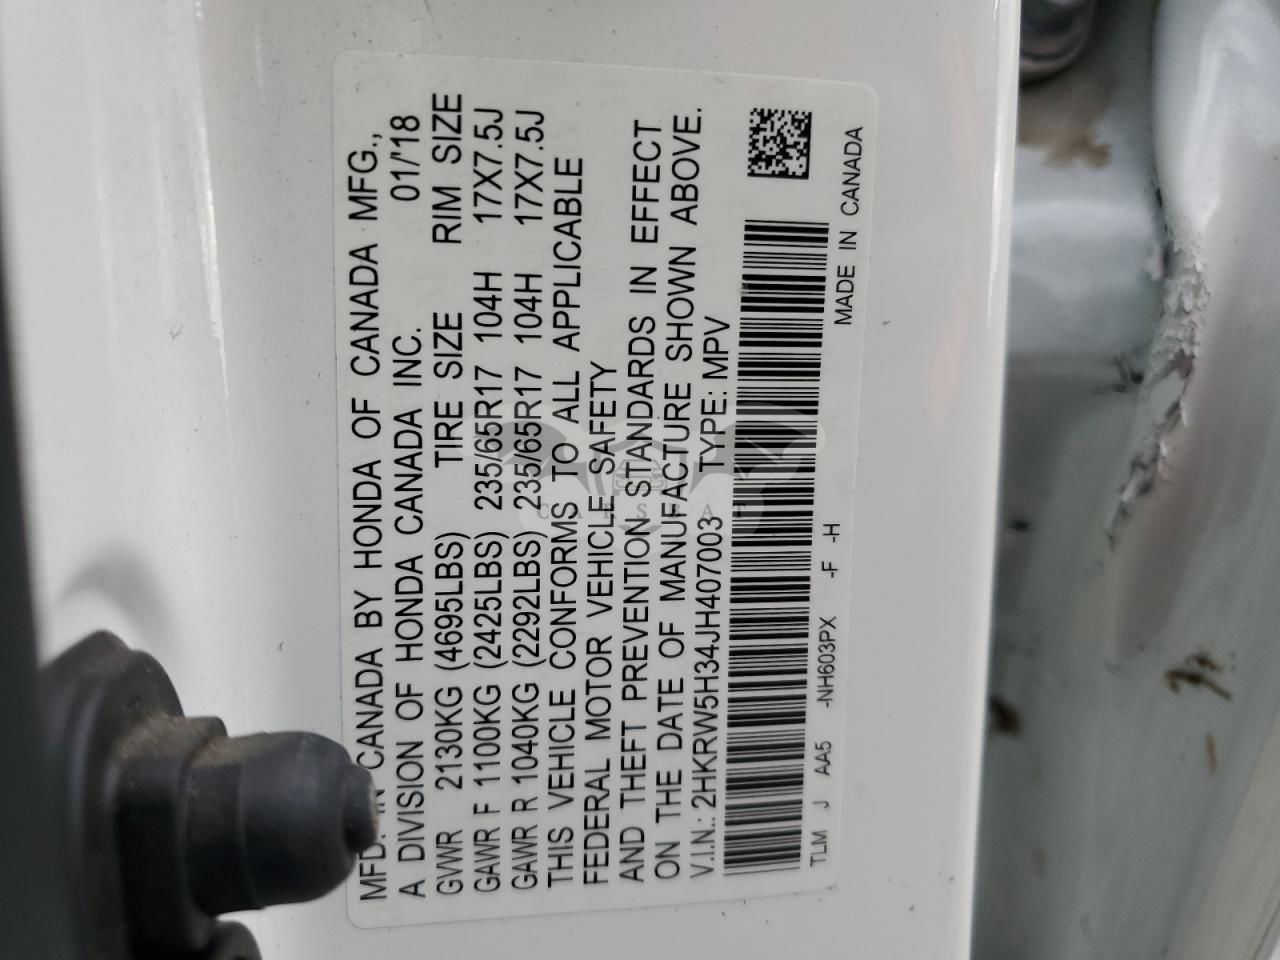 MFD. IN CANADA BY HONDA OF CANADA MFG.,
A DIVISION OF HONDA CANADA INC. 01/'18
GVWR 2130KG (4695LBS) TIRE SIZE RIM SIZE
GAWR F 1100KG (2425LBS) 235/65R17 104H 17X7.5J
GAWR R 1040KG (2292LBS) 235/65R17 104H 17X7.5J
THIS VEHICLE CONFORMS TO ALL APPLICABLE
FEDERAL MOTOR VEHICLE SAFETY
AND THEFT PREVENTION STANDARDS IN EFFECT
ON THE DATE OF MANUFACTURE SHOWN ABOVE.
V.I.N.: 2HKRW5H34JH407003 TYPE: MPV
TLM J AA5 -NH603PX -F -H MADE IN CANADA
CATSEAT